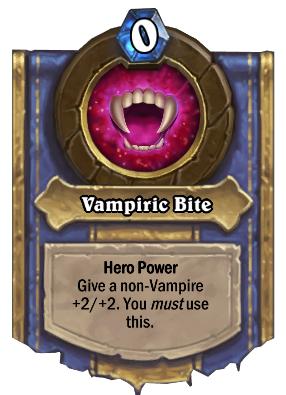 0
Vampiric Bite
Hero Power
Give a non-Vampire
+2/+2. You must use
this.